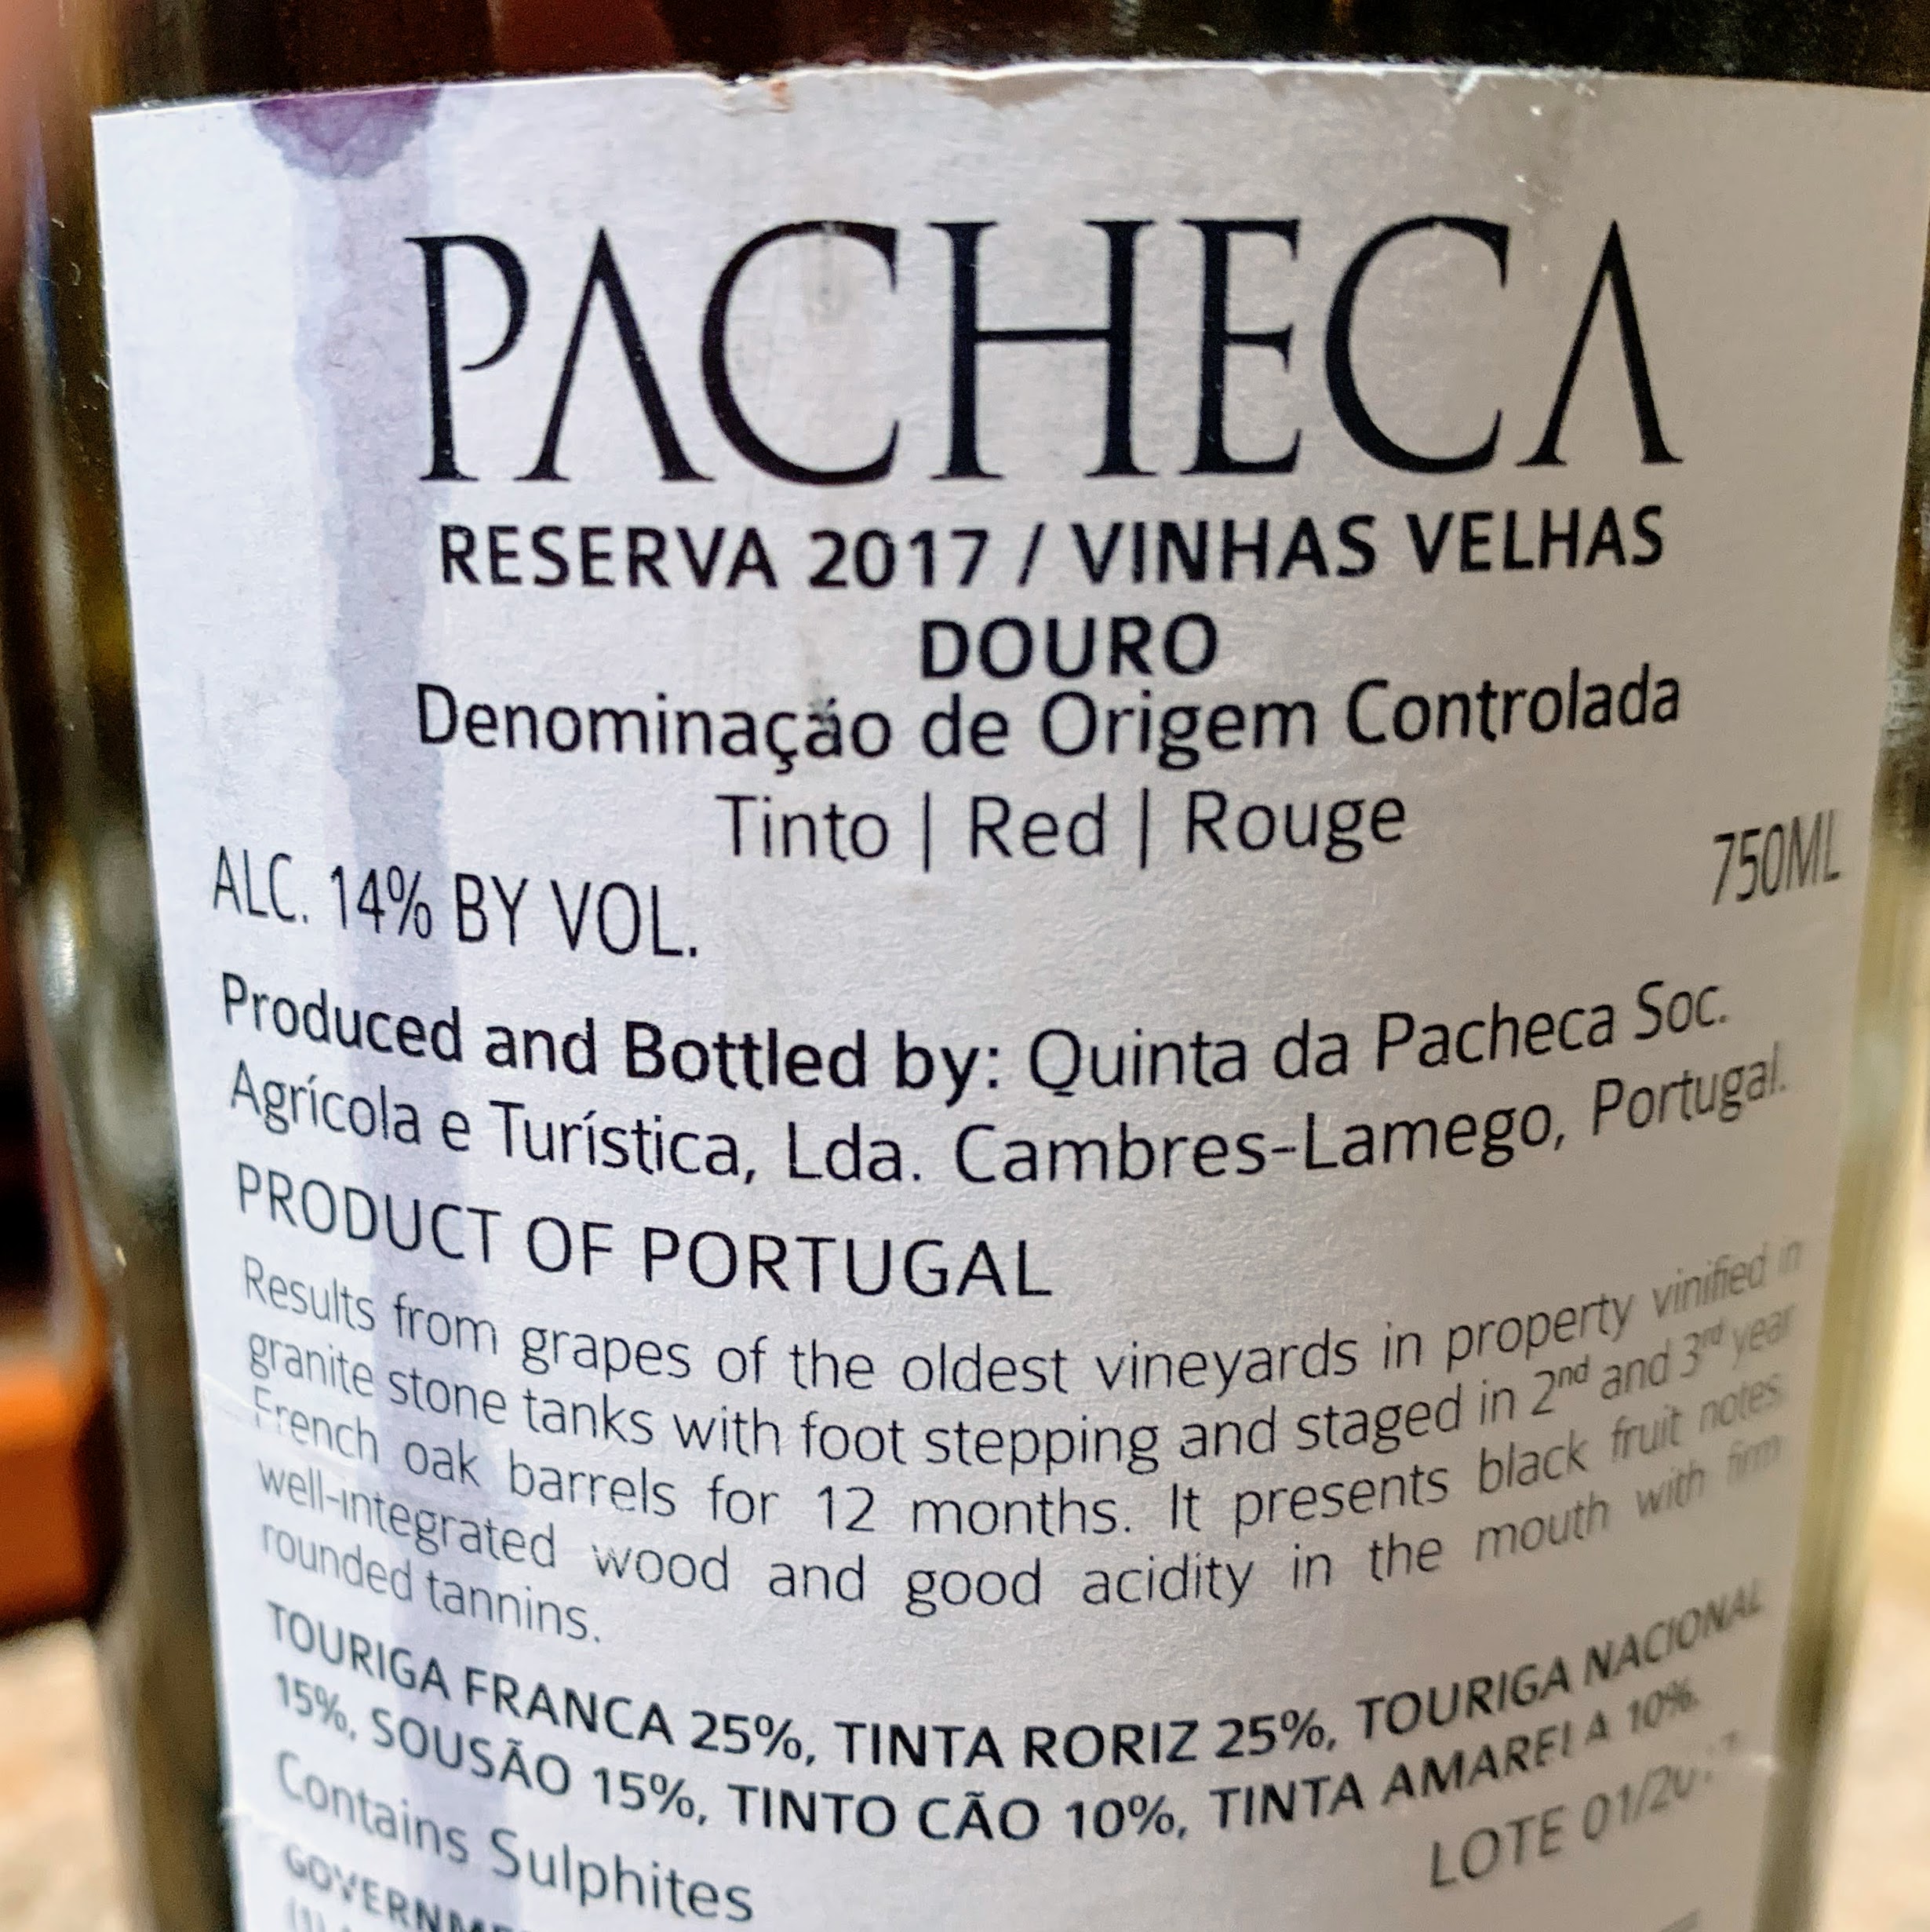 PACHECA
RESERVA 2017 / VINHAS VELHAS
DOURO
Denominação de Origem Controlada
Tinto | Red | Rouge
ALC. 14% BY VOL.
750ML
Produced and Bottled by: Quinta da Pacheca Soc.
Agrícola e Turística, Lda. Cambres-Lamego, Portugal.
PRODUCT OF PORTUGAL
Results from grapes of the oldest vineyards in property vinified in
granite stone tanks with foot stepping and staged in 2nd and 3rd year
French oak barrels for 12 months. It presents black fruit notes
well-integrated wood and good acidity in the mouth with firm
rounded tannins.
TOURIGA FRANCA 25%, TINTA RORIZ 25%, TOURIGA NACIONAL
15%, SOUSÃO 15%, TINTO CÃO 10%, TINTA AMARELA 10%.
Contains Sulphites
LOTE